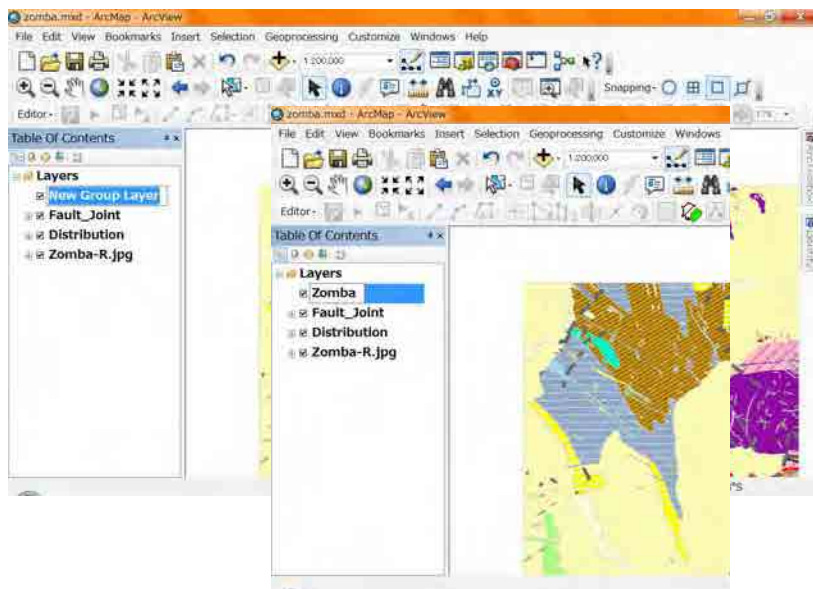 zomba.mxd - ArcMap - ArcView
File Edit View Bookmarks Insert Selection Geoprocessing Customize Windows Help
1:200,000
Snapping
Editor
Table Of Contents
Layers
New Group Layer
Fault_Joint
Distribution
Zomba-R.jpg
zomba.mxd - ArcMap - ArcView
File Edit View Bookmarks Insert Selection Geoprocessing Customize Windows
1:200,000
Editor
Table Of Contents
Layers
Zomba
Fault_Joint
Distribution
Zomba-R.jpg